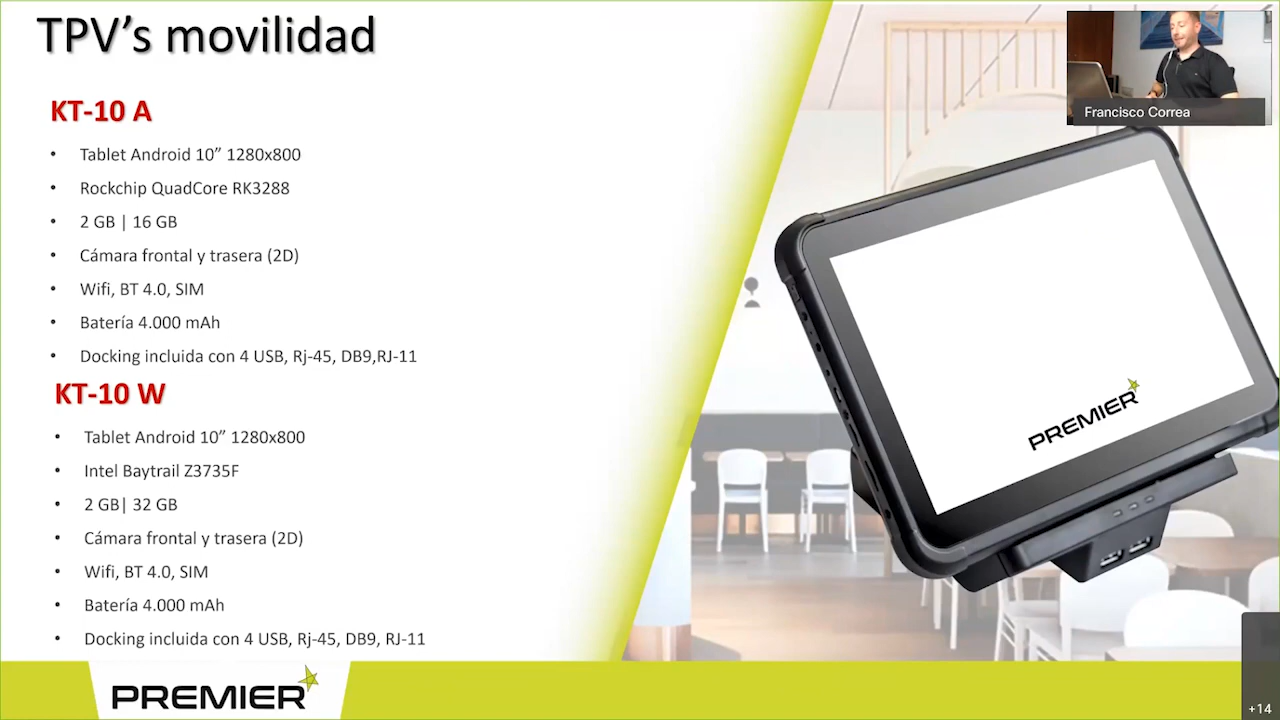 TPV’s movilidad
Francisco Correa
KT-10 A
• Tablet Android 10” 1280x800
• Rockchip QuadCore RK3288
• 2 GB | 16 GB
• Cámara frontal y trasera (2D)
• Wifi, BT 4.0, SIM
• Batería 4.000 mAh
• Docking incluida con 4 USB, Rj-45, DB9,RJ-11
KT-10 W
• Tablet Android 10” 1280x800
• Intel Baytrail Z3735F
• 2 GB| 32 GB
• Cámara frontal y trasera (2D)
• Wifi, BT 4.0, SIM
• Batería 4.000 mAh
• Docking incluida con 4 USB, Rj-45, DB9, RJ-11
PREMIER
PREMIER
+14